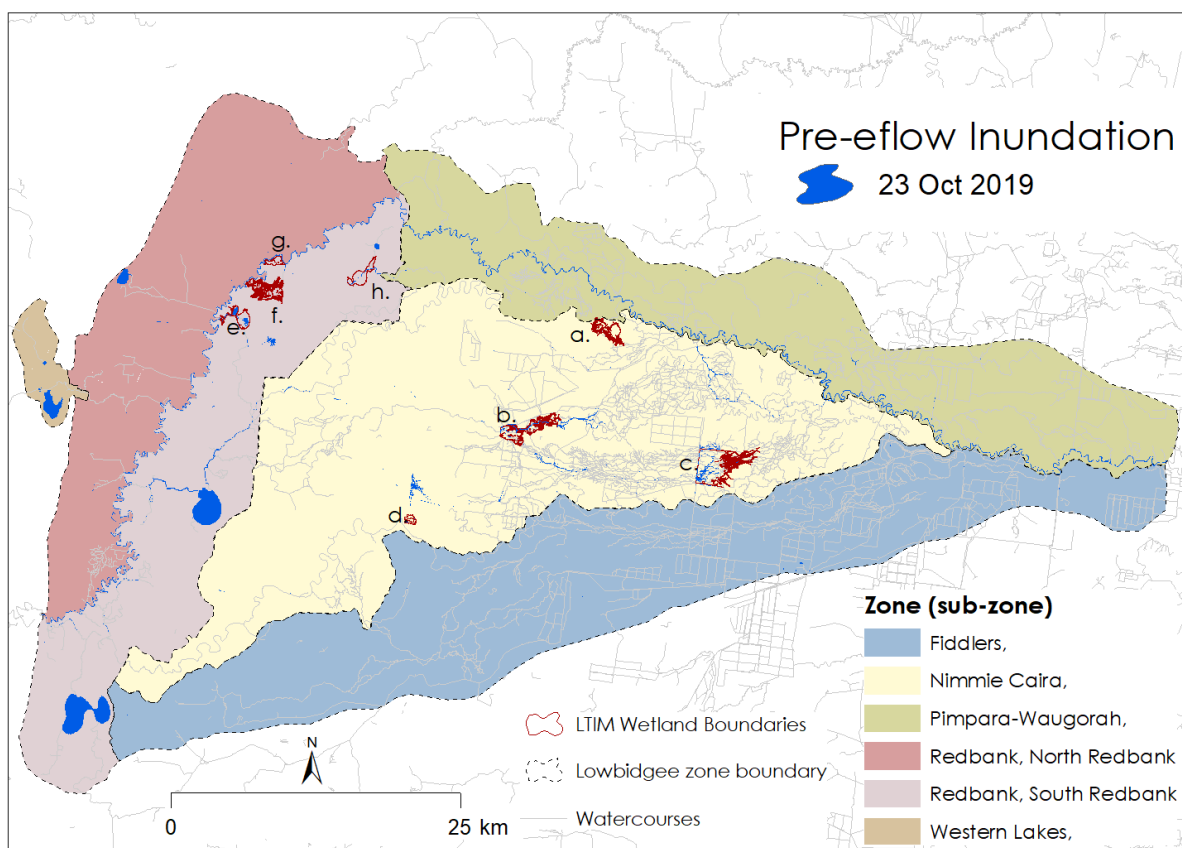 Pre-eflow Inundation
23 Oct 2019
g.
h.
e.
f.
a.
b.
c.
d.
Zone (sub-zone)
Fiddlers,
Nimmie Caira,
Pimpara-Waugorah,
Redbank, North Redbank
Redbank, South Redbank
Western Lakes,
LTIM Wetland Boundaries
Lowbidgee zone boundary
Watercourses
N
0 25 km